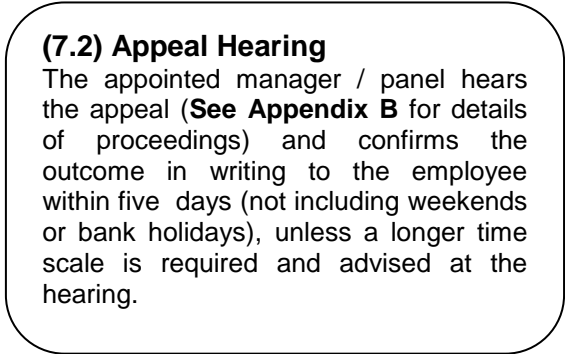 (7.2) Appeal Hearing
The appointed manager / panel hears
the appeal (See Appendix B for details
of proceedings) and confirms the
outcome in writing to the employee
within five  days (not including weekends
or bank holidays), unless a longer time
scale is required and advised at the
hearing.